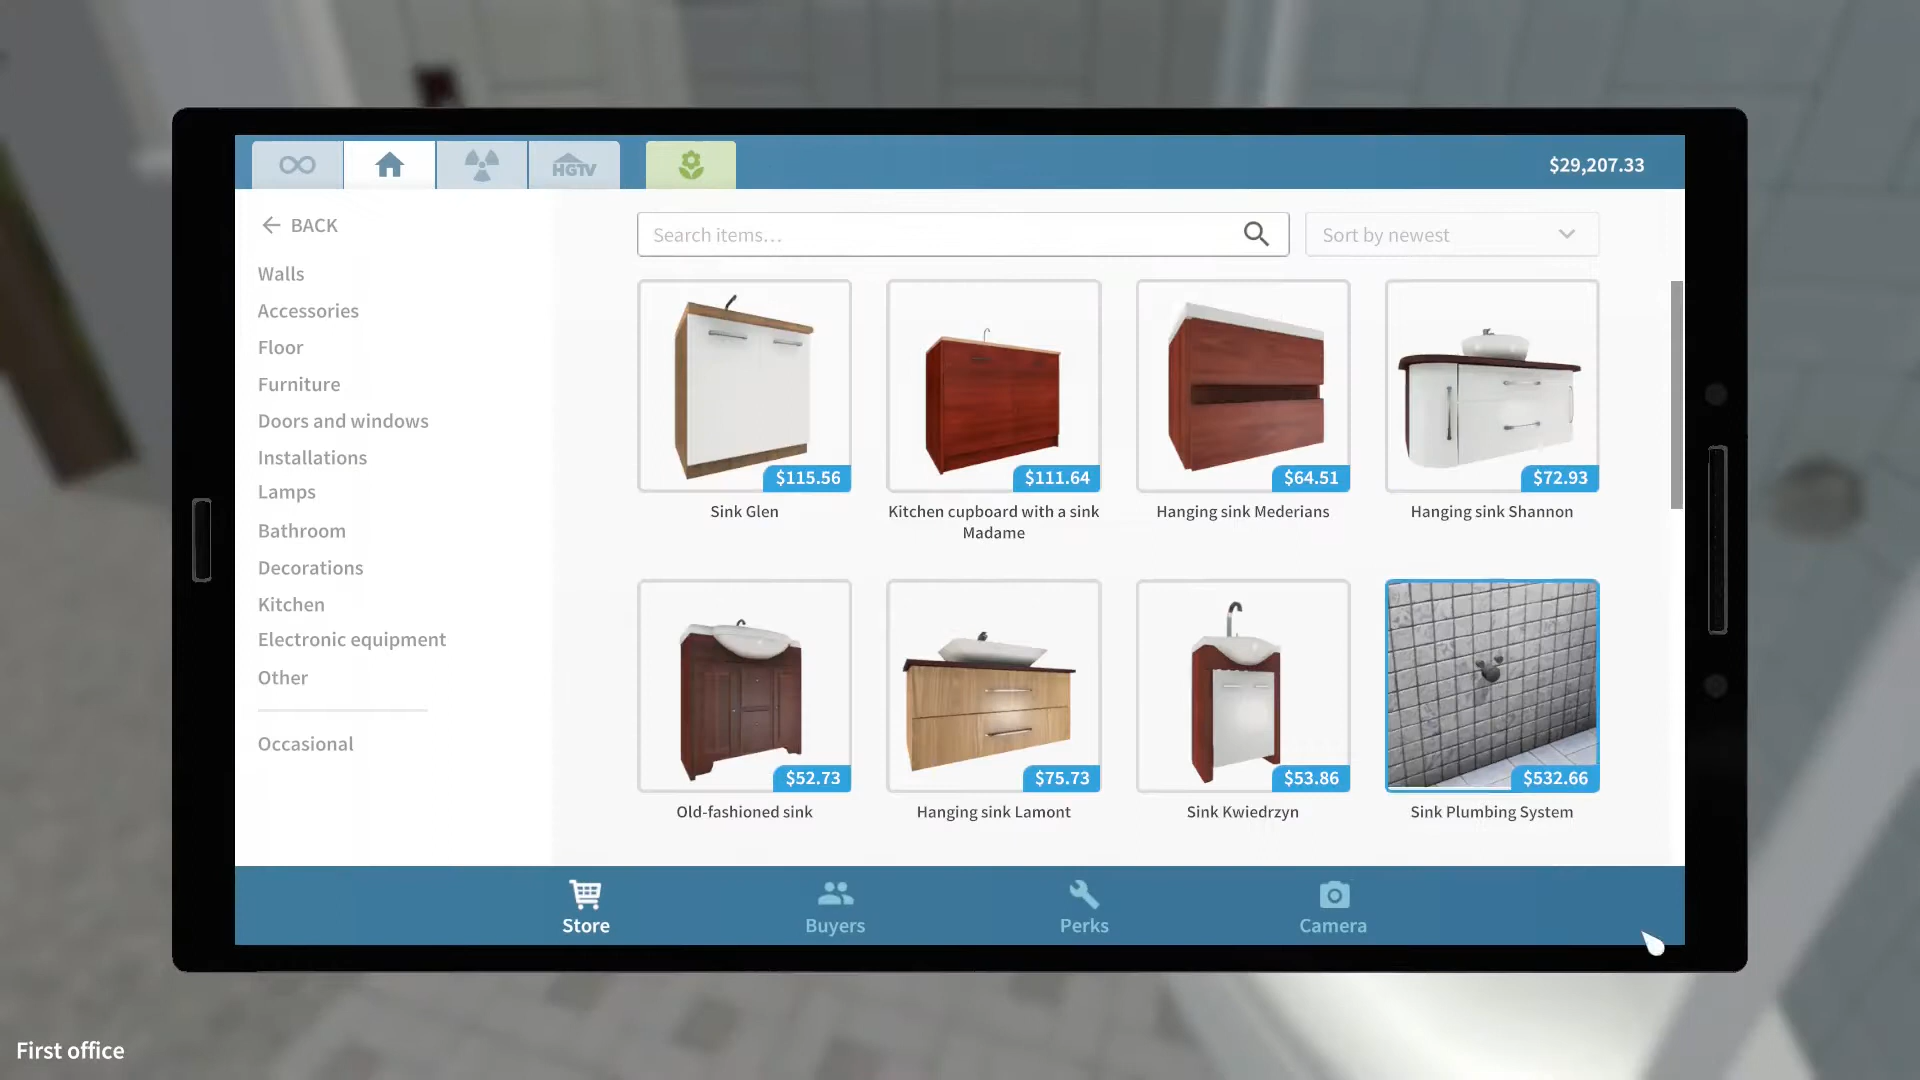 HGTV
$29,207.33
BACK
Search items...
Sort by newest
Walls
Accessories
Floor
Furniture
Doors and windows
Installations
Lamps
Bathroom
Decorations
Kitchen
Electronic equipment
Other
Occasional
$115.56
$111.64
$64.51
$72.93
Sink Glen
Kitchen cupboard with a sink
Madame
Hanging sink Mederians
Hanging sink Shannon
$52.73
$75.73
$53.86
$532.66
Old-fashioned sink
Hanging sink Lamont
Sink Kwiedrzyn
Sink Plumbing System
Store
Buyers
Perks
Camera
First office